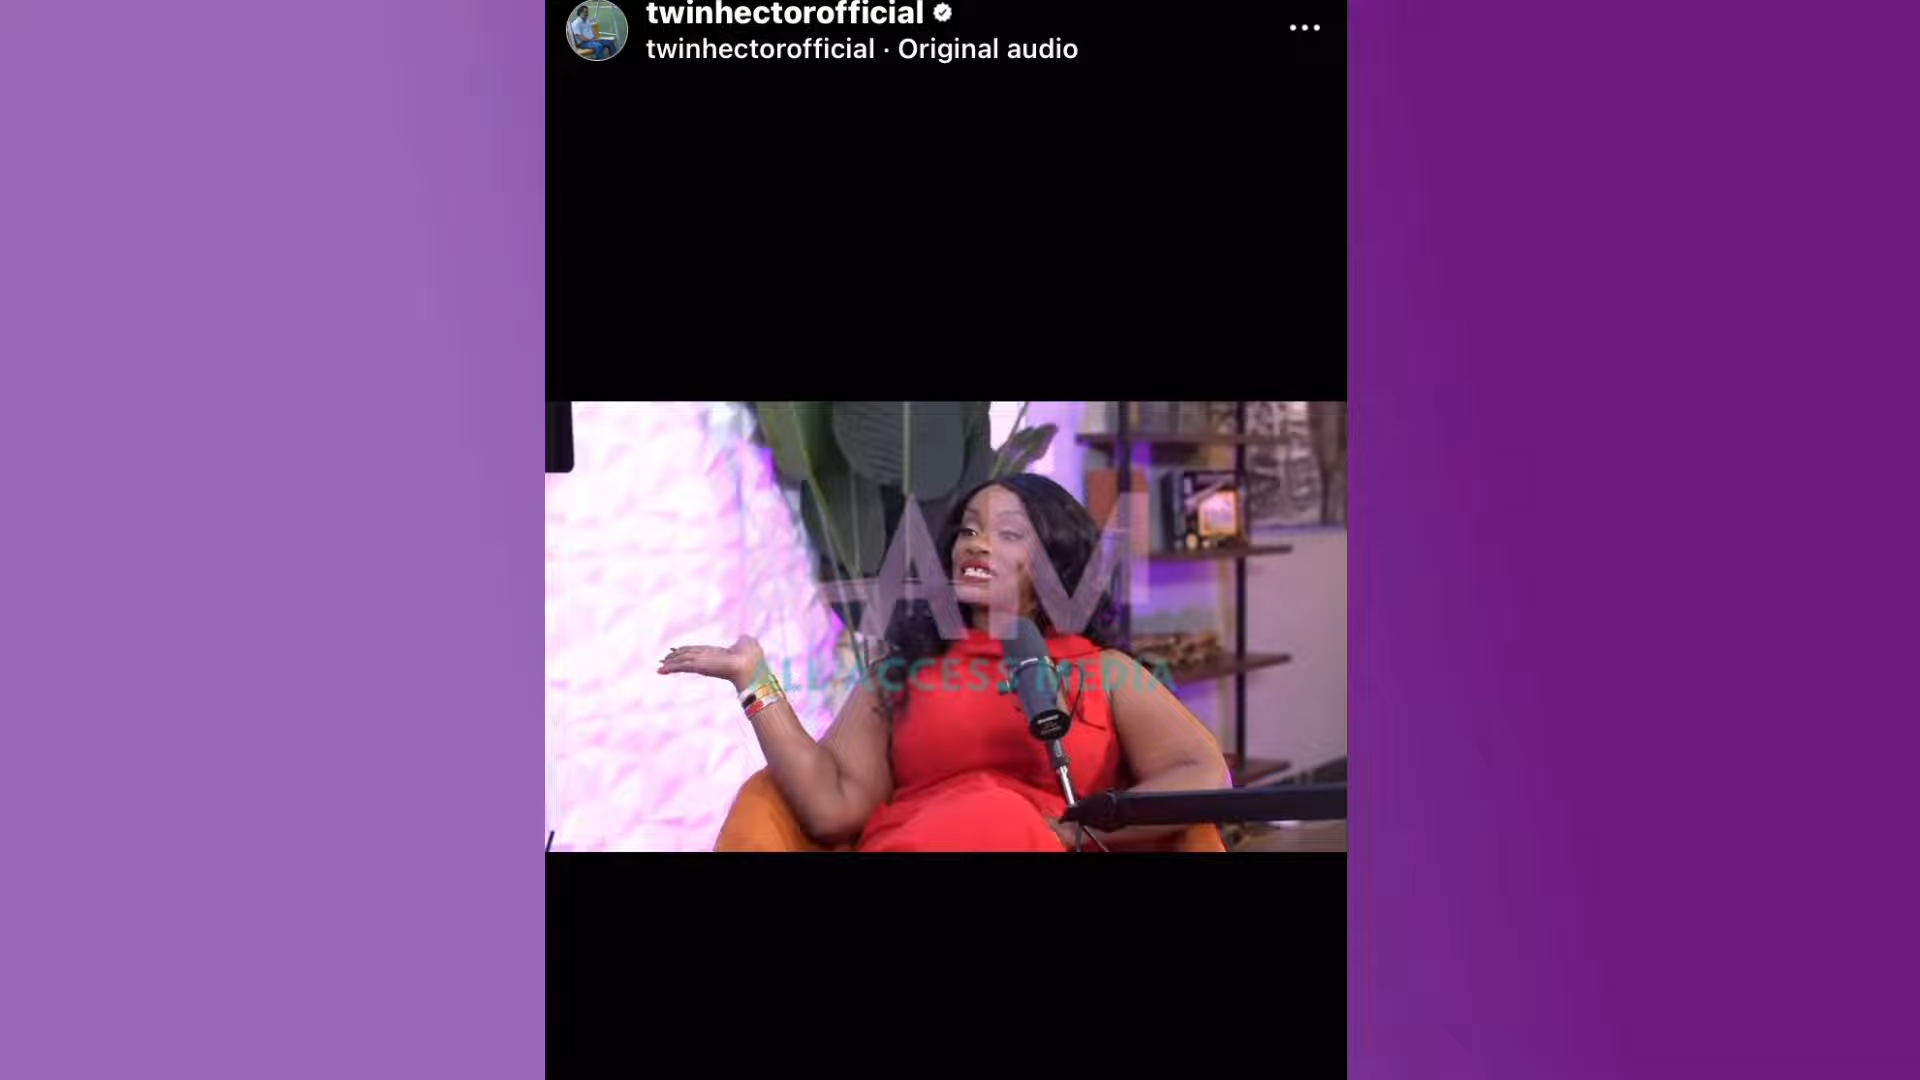 twinhectorofficial
twinhectorofficial · Original audio
AM
ALL ACCESS MEDIA